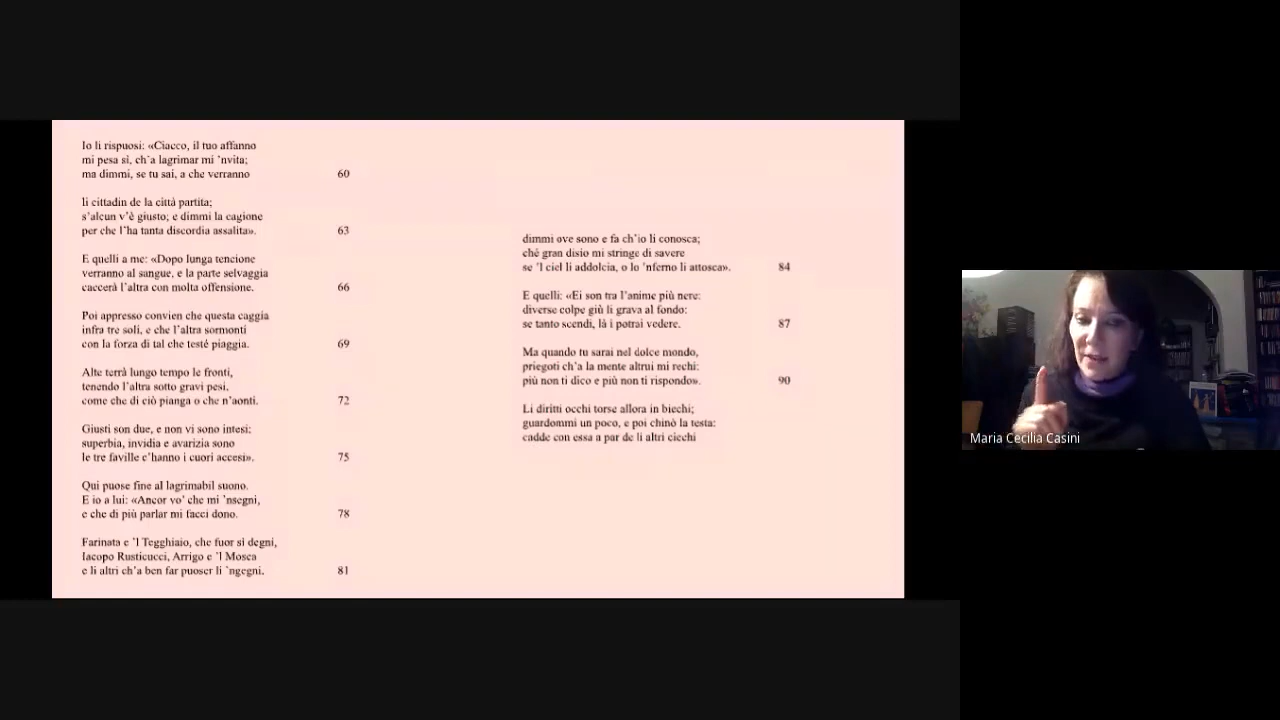 Io li rispuosi: «Ciacco, il tuo affanno
mi pesa sì, ch'a lagrimar mi 'nvita;
ma dimmi, se tu sai, a che verranno
60
li cittadin de la città partita;
s'alcun v'è giusto; e dimmi la cagione
per che l'ha tanta discordia assalita».
63
E quelli a me: «Dopo lunga tencione
verranno al sangue, e la parte selvaggia
caccerà l'altra con molta offensione.
66
Poi appresso convien che questa caggia
infra tre soli, e che l'altra sormonti
con la forza di tal che testé piaggia.
69
Alte terrà lungo tempo le fronti,
tenendo l'altra sotto gravi pesi,
come che di ciò pianga o che n'aonti.
72
Giusti son due, e non vi sono intesi;
superbia, invidia e avarizia sono
le tre faville c'hanno i cuori accesi».
75
Qui puose fine al lagrimabil suono.
E io a lui: «Ancor vo' che mi 'nsegni,
e che di più parlar mi facci dono.
78
Farinata e 'l Tegghiaio, che fuor sì degni,
Iacopo Rusticucci, Arrigo e 'l Mosca
e li altri ch'a ben far puoser li 'ngegni,
81
dimmi ove sono e fa ch'io li conosca;
ché gran disio mi stringe di savere
se 'l ciel li addolcia, o lo 'nferno li attosca».
84
E quelli: «Ei son tra l'anime più nere:
diverse colpe giù li grava al fondo:
se tanto scendi, là i potrai vedere.
87
Ma quando tu sarai nel dolce mondo,
priegoti ch'a la mente altrui mi rechi:
più non ti dico e più non ti rispondo».
90
Li diritti occhi torse allora in biechi;
guardommi un poco, e poi chinò la testa:
cadde con essa a par de li altri ciechi
Maria Cecilia Casini